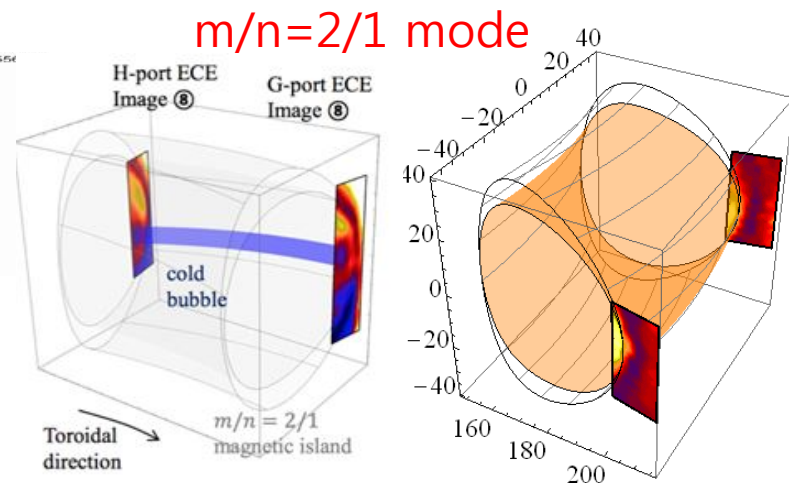 m/n=2/1 mode
H-port ECE
Image ⑧
G-port ECE
Image ⑧
cold
bubble
m/n = 2/1
magnetic island
Toroidal
direction
40
20
0
−20
−40
40
20
0
−20
−40
160
180
200